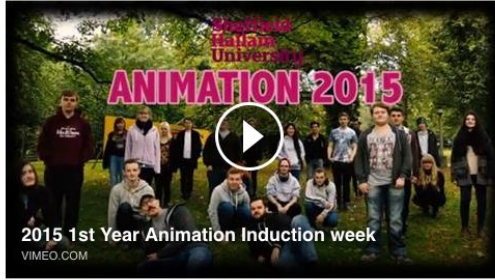 Sheffield
Hallam
University
ANIMATION 2015
2015 1st Year Animation Induction week
VIMEO.COM